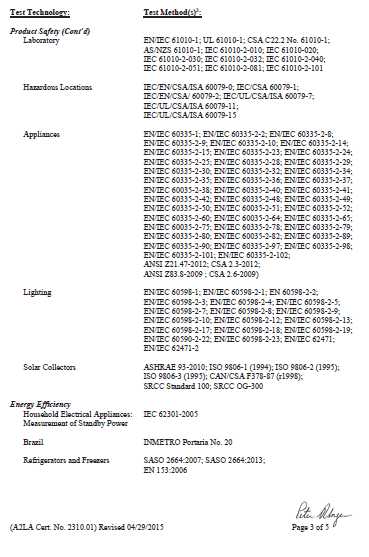 Test Technology: Test Method(s)¹:
Product Safety (Cont'd)
Laboratory EN/IEC 61010-1; UL 61010-1; CSA C22.2 No. 61010-1;
AS/NZS 61010-1; IEC 61010-2-010; IEC 61010-020;
IEC 61010-2-030; IEC 61010-2-032; IEC 61010-2-040;
IEC 61010-2-051; IEC 61010-2-081; IEC 61010-2-101
Hazardous Locations IEC/EN/CSA/ISA 60079-0; IEC/CSA 60079-1;
IEC/EN/CSA/ 60079-2; IEC/UL/CSA/ISA 60079-7;
IEC/UL/ISA/60079-11;
IEC/UL/ISA/60079-15
Appliances EN/IEC 60335-1; EN/IEC 60335-2-2; EN/IEC 60335-2-8;
EN/IEC 60335-2-9; EN/IEC 60335-2-10; EN/IEC 60335-2-14;
EN/IEC 60335-2-15; EN/IEC 60335-2-23; EN/IEC 60335-2-24;
EN/IEC 60335-2-25; EN/IEC 60335-2-28; EN/IEC 60335-2-29;
EN/IEC 60335-2-30; EN/IEC 60335-2-32; EN/IEC 60335-2-34;
EN/IEC 60335-2-35; EN/IEC 60335-2-36; EN/IEC 60335-2-37;
EN/IEC 60035-2-38; EN/IEC 60335-2-40; EN/IEC 60335-2-41;
EN/IEC 60335-2-42; EN/IEC 60335-2-48; EN/IEC 60335-2-49;
EN/IEC 60335-2-50; EN/IEC 60335-2-51; EN/IEC 60335-2-52;
EN/IEC 60335-2-60; EN/IEC 60035-2-64; EN/IEC 60335-2-65;
EN/IEC 60335-2-75; EN/IEC 60335-2-78; EN/IEC 60335-2-79;
EN/IEC 60335-2-80; EN/IEC 60335-2-82; EN/IEC 60335-2-89;
EN/IEC 60335-2-90; EN/IEC 60335-2-97; EN/IEC 60335-2-98;
EN/IEC 60335-2-101; EN/IEC 60335-2-102;
ANSI Z21.47-2012; CSA 2.3-2012;
ANSI Z83.8-2009 ; CSA 2.6-2009)
Lighting EN/IEC 60598-1; EN/IEC 60598-2-1; EN 60598-2-2;
EN/IEC 60598-2-3; EN/IEC 60598-2-4; EN/IEC 60598-2-5;
EN/IEC 60598-2-7; EN/IEC 60598-2-8; EN/IEC 60598-2-9;
EN/IEC 60598-2-10; EN/IEC 60598-2-12; EN/IEC 60598-2-13;
EN/IEC 60598-2-17; EN/IEC 60598-2-18; EN/IEC 60598-2-19;
EN/IEC 60590-2-22; EN/IEC 60598-2-23; EN/IEC 62471;
EN/IEC 62471-2
Solar Collectors ASHRAE 93-2010; ISO 9806-1 (1994); ISO 9806-2 (1995);
ISO 9806-3 (1995); CAN/CSA F378-87 (r1998);
SRCC Standard 100; SRCC OG-300
Energy Efficiency
Household Electrical Appliances: IEC 62301-2005
Measurement of Standby Power
Brazil INMETRO Portaria No. 20
Refrigerators and Freezers SASO 2664:2007; SASO 2664:2013;
EN 153:2006
(A2LA Cert. No. 2310.01) Revised 04/29/2015 Page 3 of 5